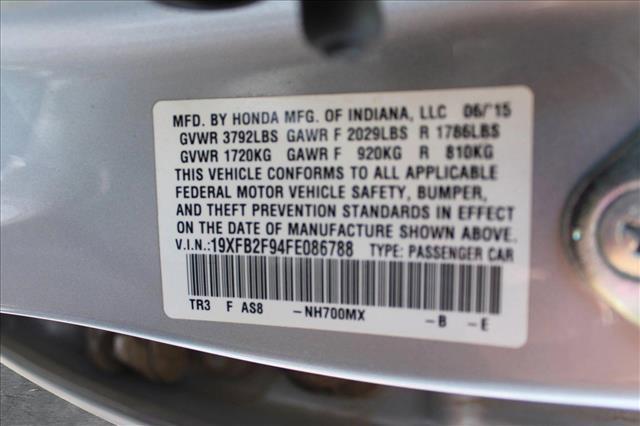 MFD. BY HONDA MFG. OF INDIANA, LLC 06/'15
GVWR 3792LBS GAWR F 2029LBS R 1786LBS
GVWR 1720KG GAWR F 920KG R 810KG
THIS VEHICLE CONFORMS TO ALL APPLICABLE
FEDERAL MOTOR VEHICLE SAFETY, BUMPER,
AND THEFT PREVENTION STANDARDS IN EFFECT
ON THE DATE OF MANUFACTURE SHOWN ABOVE.
V.I.N.:19XFB2F94FE086788 TYPE: PASSENGER CAR
TR3 F AS8 -NH700MX -B -E